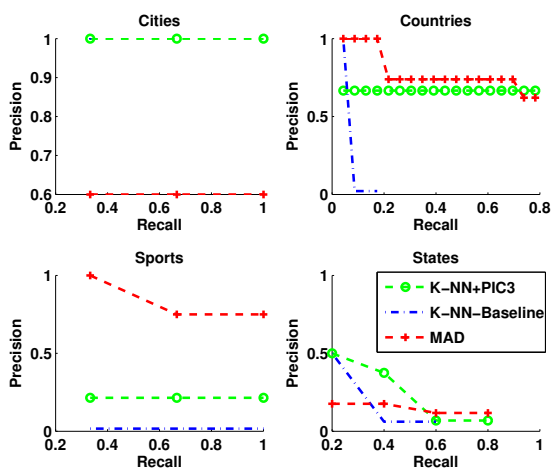 Cities
1
0.9
0.8
0.7
0.6
0.2 0.4 0.6 0.8 1
Precision
Recall
Countries
1
0.5
0
0 0.2 0.4 0.6 0.8
Precision
Recall
Sports
1
0.5
0
0.2 0.4 0.6 0.8 1
Precision
Recall
States
1
0.5
0
0.2 0.4 0.6 0.8 1
Precision
Recall
K-NN+PIC3
K-NN-Baseline
MAD